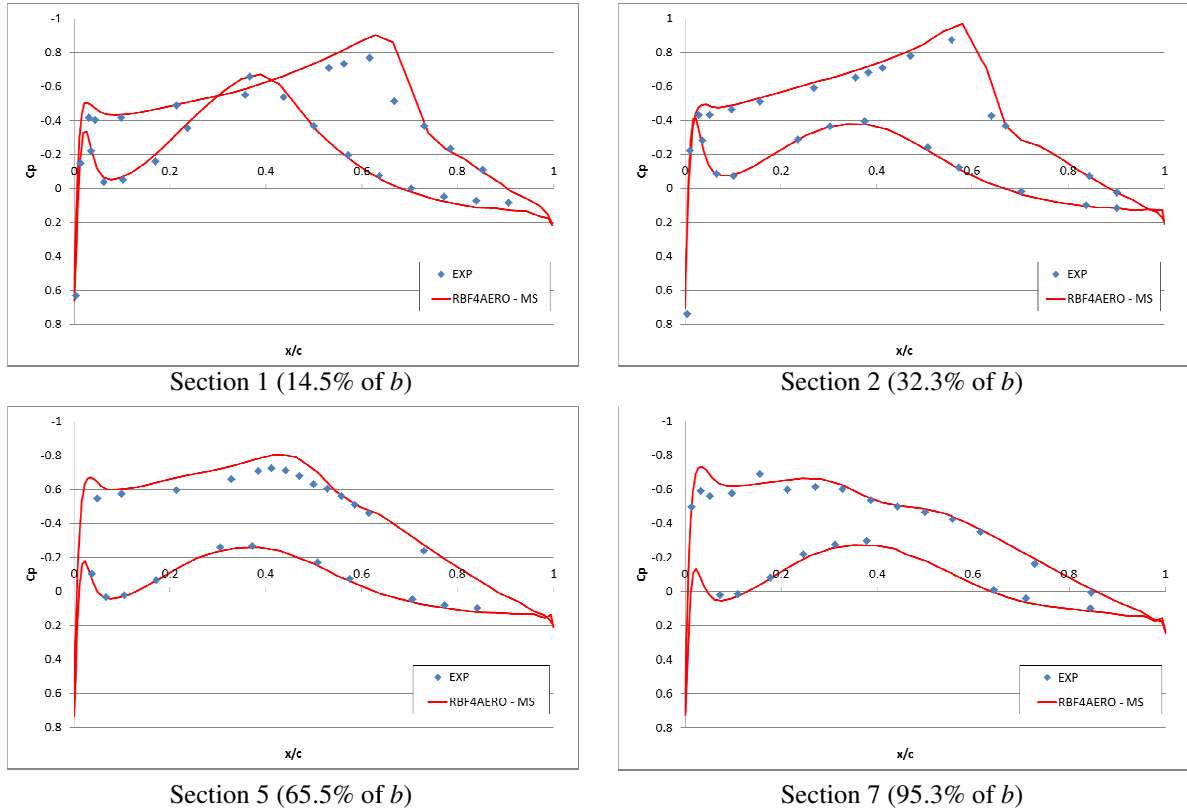 -1
0.8
-0.6
-0.4
-0.2
Cp
0
0.2
0.4
0.6
0.8
0 0.2 0.4 0.6 0.8 1
EXP
RBF4AERO - MS
x/c
Section 1 (14.5% of b)
-1
0.8
-0.6
-0.4
-0.2
Cp
0
0.2
0.4
0.6
0.8
0 0.2 0.4 0.6 0.8 1
EXP
RBF4AERO - MS
x/c
Section 2 (32.3% of b)
-1
0.8
-0.6
-0.4
-0.2
Cp
0
0.2
0.4
0.6
0.8
0 0.2 0.4 0.6 0.8 1
EXP
RBF4AERO - MS
x/c
Section 5 (65.5% of b)
-1
0.8
-0.6
-0.4
-0.2
Cp
0
0.2
0.4
0.6
0.8
0 0.2 0.4 0.6 0.8 1
EXP
RBF4AERO - MS
x/c
Section 7 (95.3% of b)